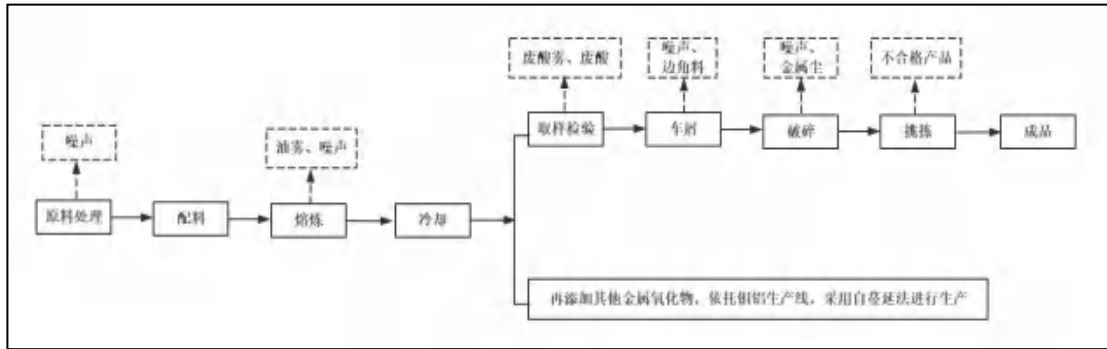 废酸雾、废酸
噪声、
边角料
噪声、
金属尘
不合格产品
噪声
油雾、噪声
取样检验
车屑
破碎
挑拣
成品
原料处理
配料
熔炼
冷却
再添加其他金属氧化物，依托钼铝生产线，采用自蔓延法进行生产